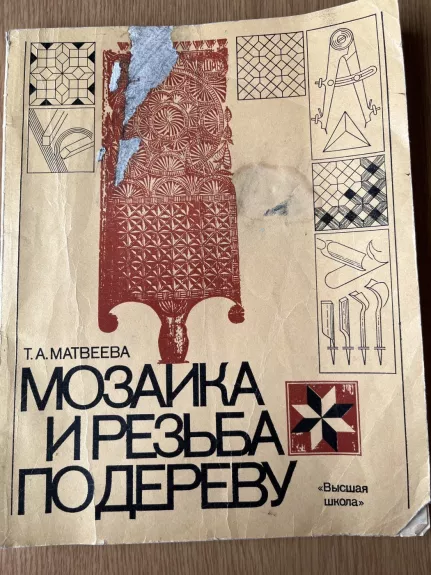 Т. А. МАТВЕЕВА
МОЗАИКА
И РЕЗЬБА
ПО ДЕРЕВУ
«Высшая
школа»